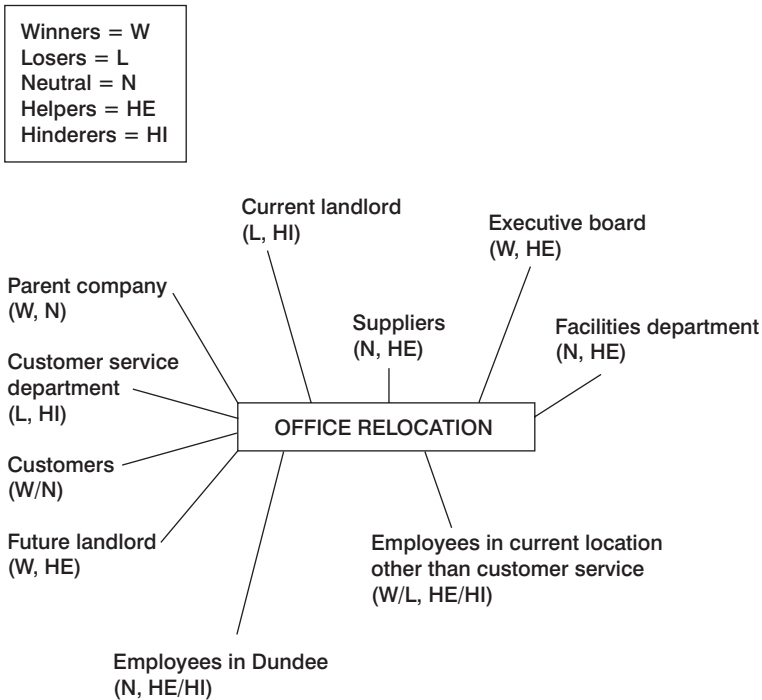 Winners = W
Losers = L
Neutral = N
Helpers = HE
Hinderers = HI
Current landlord
(L, HI)
Executive board
(W, HE)
Parent company
(W, N)
Suppliers
(N, HE)
Facilities department
(N, HE)
Customer service
department
(L, HI)
OFFICE RELOCATION
Customers
(W/N)
Future landlord
(W, HE)
Employees in current location
other than customer service
(W/L, HE/HI)
Employees in Dundee
(N, HE/HI)